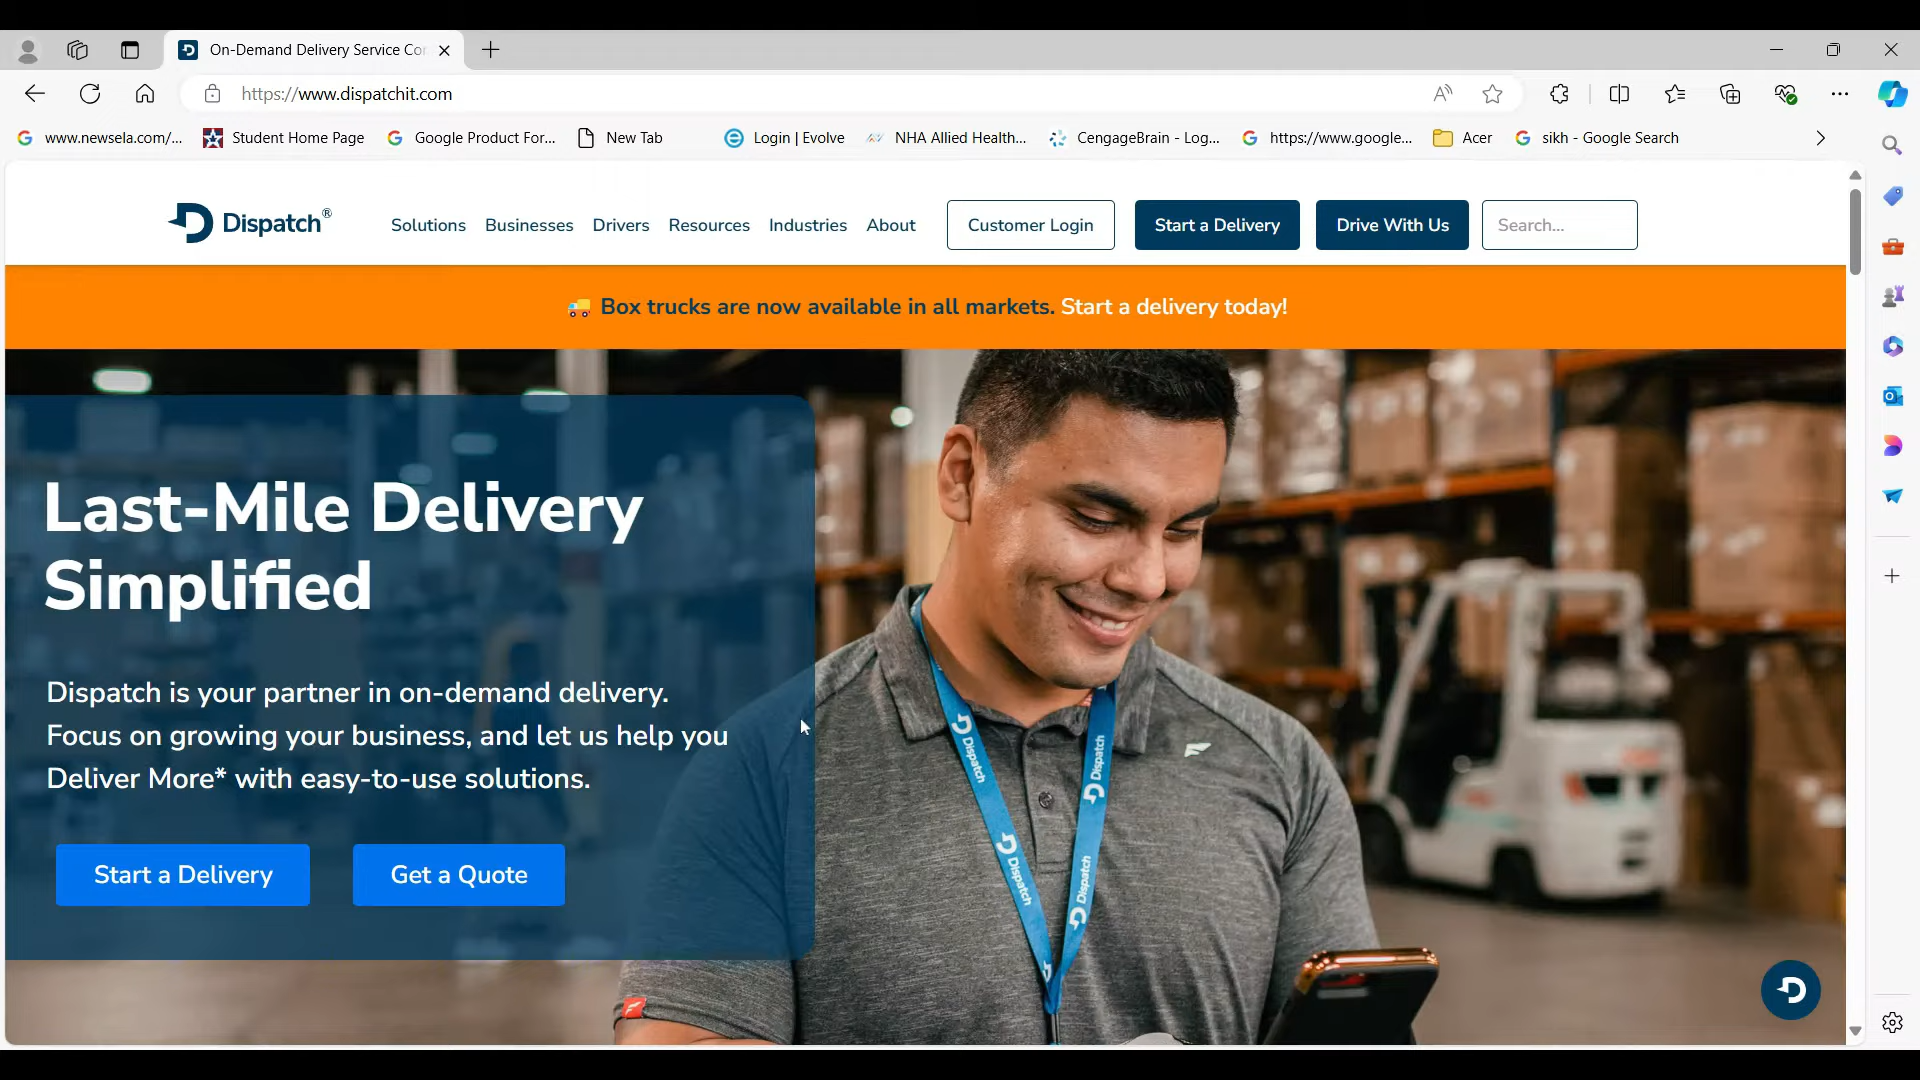 On-Demand Delivery Service Co
https://www.dispatchit.com
www.newsela.com/... Student Home Page Google Product For... New Tab Login | Evolve NHA Allied Health... CengageBrain - Log... https://www.google... Acer sikh - Google Search
Dispatch® Solutions Businesses Drivers Resources Industries About Customer Login Start a Delivery Drive With Us Search...
Box trucks are now available in all markets. Start a delivery today!
Last-Mile Delivery
Simplified
Dispatch is your partner in on-demand delivery.
Focus on growing your business, and let us help you
Deliver More* with easy-to-use solutions.
Start a Delivery Get a Quote
Dispatch
Dispatch
Dispatch
Dispatch